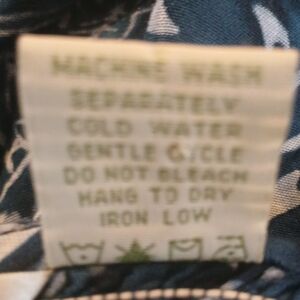 MACHINE WASH
SEPARATELY
COLD WATER
GENTLE CYCLE
DO NOT BLEACH
HANG TO DRY
IRON LOW